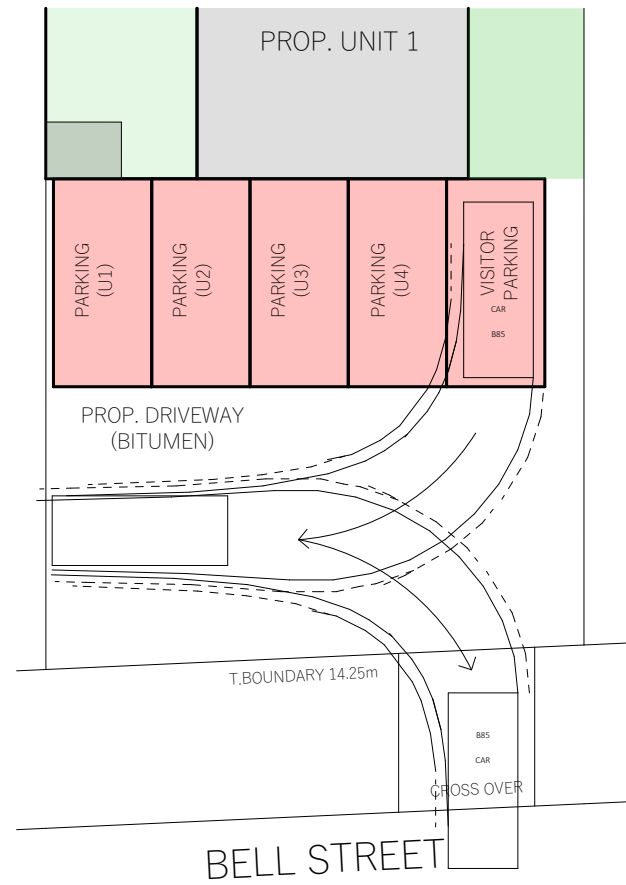 PROP. UNIT 1
PARKING
(U1)
PARKING
(U2)
PARKING
(U3)
PARKING
(U4)
VISITOR
PARKING
CAR
B85
PROP. DRIVEWAY
(BITUMEN)
T.BOUNDARY 14.25m
B85
CAR
CROSS OVER
BELL STREET